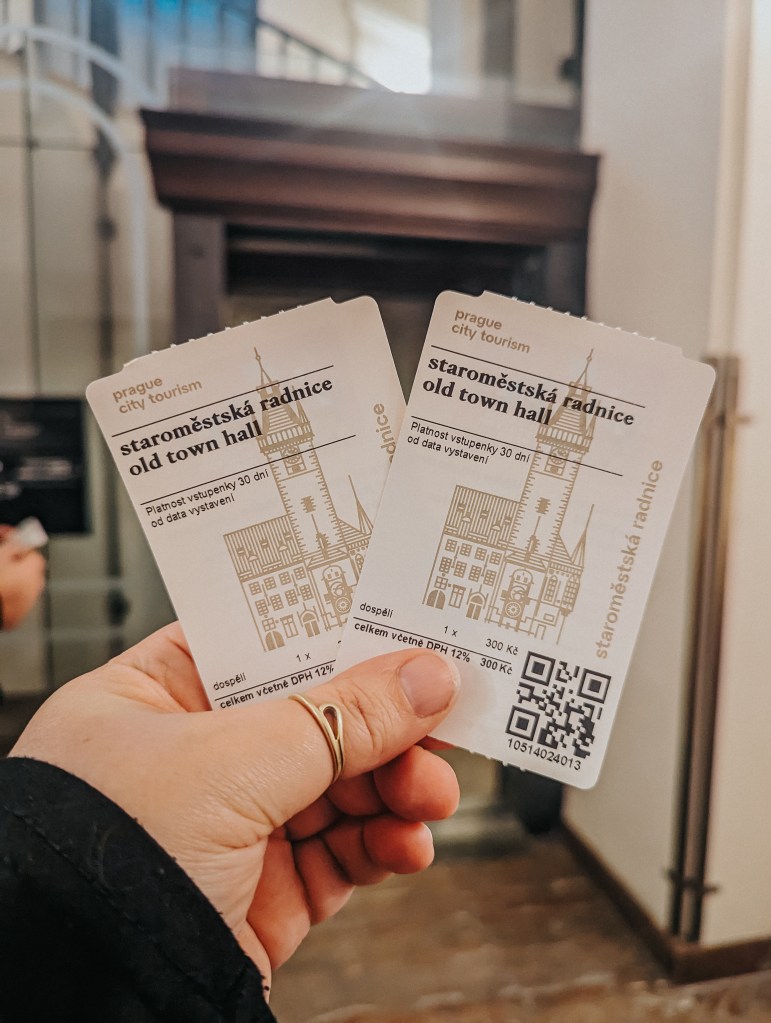 prague
city tourism
staroměstská radnice
old town hall
Platnost vstupenky 30 dní
od data vystavení
radnice
dospělí
1 x
celkem včetně DPH 12%
prague
city tourism
staroměstská radnice
old town hall
Platnost vstupenky 30 dní
od data vystavení
staroměstská radnice
dospělí 1 x 300 Kč
celkem včetně DPH 12% 300 Kč
10514024013